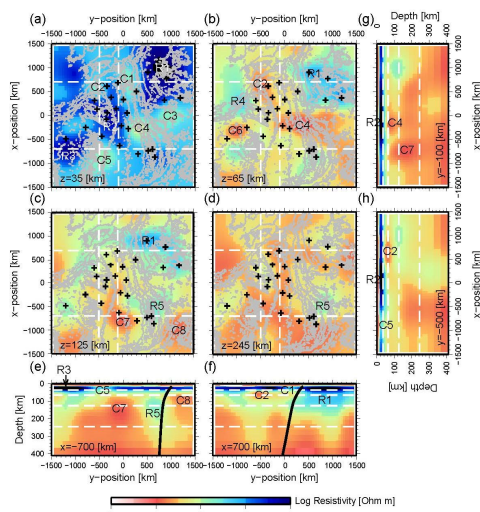 y-position [km]
y-position [km]
Depth [km]
(a)
−1500 −1000 −500 0 500 1000 1500
(b)
−1500 −1000 −500 0 500 1000 1500
(g)
0 100 200 300 400
x-position [km]
1500
1000
500
0
−500
−1000
−1500
C1
C2
C3
C4
C5
R3
z=35 [km]
C2
R1
R4
C6
C4
z=65 [km]
R2
C4
C7
y=−100 [km]
1500
1000
500
0
−500
−1000
−1500
x-position [km]
(c)
(d)
(h)
x-position [km]
1500
1000
500
0
−500
−1000
−1500
R1
R5
C7
C8
z=125 [km]
R5
z=245 [km]
C2
R2
C5
y=−500 [km]
1500
1000
500
0
−500
−1000
−1500
x-position [km]
0 100 200 300 400
Depth [km]
R3
(e)
(f)
Depth [km]
0
100
200
300
400
C5
C7
R5
C8
x=−700 [km]
C2
C1
R1
x=700 [km]
−1500 −1000 −500 0 500 1000 1500
−1500 −1000 −500 0 500 1000 1500
y-position [km]
y-position [km]
Log Resistivity [Ohm m]